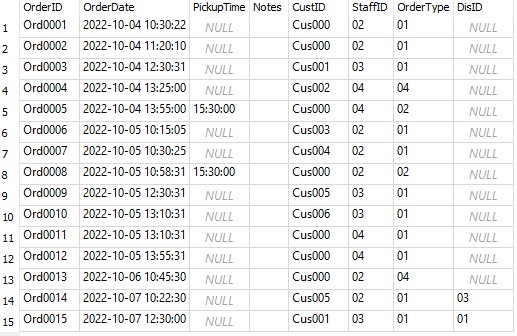 OrderID OrderDate PickupTime Notes CustID StaffID OrderType DisID
1 Ord0001 2022-10-04 10:30:22 NULL Cus000 02 01 NULL
2 Ord0002 2022-10-04 11:20:10 NULL Cus000 02 01 NULL
3 Ord0003 2022-10-04 12:30:31 NULL Cus001 03 01 NULL
4 Ord0004 2022-10-04 13:25:00 NULL Cus002 04 04 NULL
5 Ord0005 2022-10-04 13:55:00 15:30:00 Cus000 04 02 NULL
6 Ord0006 2022-10-05 10:15:05 NULL Cus003 02 01 NULL
7 Ord0007 2022-10-05 10:30:25 NULL Cus004 02 01 NULL
8 Ord0008 2022-10-05 10:58:31 15:30:00 Cus000 02 02 NULL
9 Ord0009 2022-10-05 12:30:31 NULL Cus005 03 01 NULL
10 Ord0010 2022-10-05 13:10:31 NULL Cus006 03 01 NULL
11 Ord0011 2022-10-05 13:10:31 NULL Cus000 04 01 NULL
12 Ord0012 2022-10-05 13:55:31 NULL Cus000 04 01 NULL
13 Ord0013 2022-10-06 10:45:30 NULL Cus000 02 04 NULL
14 Ord0014 2022-10-07 10:22:30 NULL Cus005 02 01 03
15 Ord0015 2022-10-07 12:30:00 NULL Cus001 03 01 01